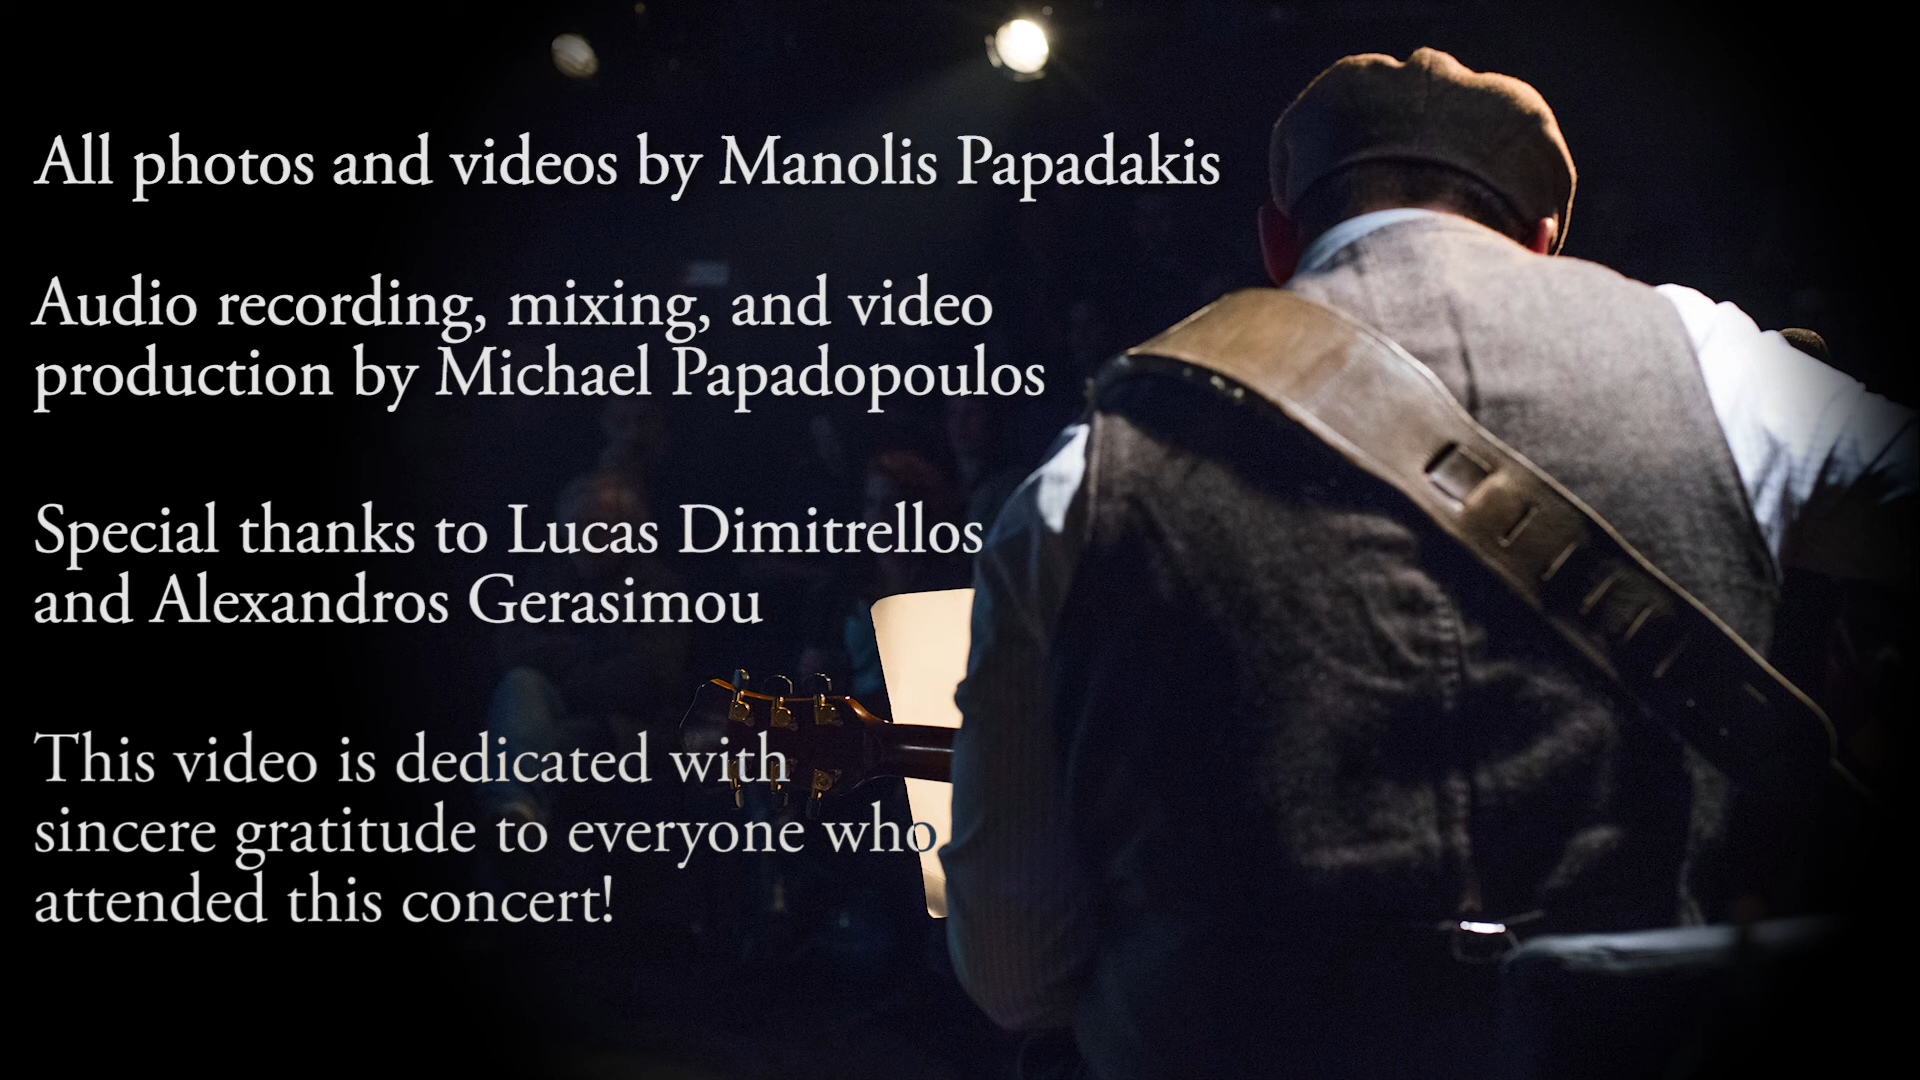 All photos and videos by Manolis Papadakis
Audio recording, mixing, and video
production by Michael Papadopoulos
Special thanks to Lucas Dimitrellos
and Alexandros Gerasimou
This video is dedicated with
sincere gratitude to everyone who
attended this concert!